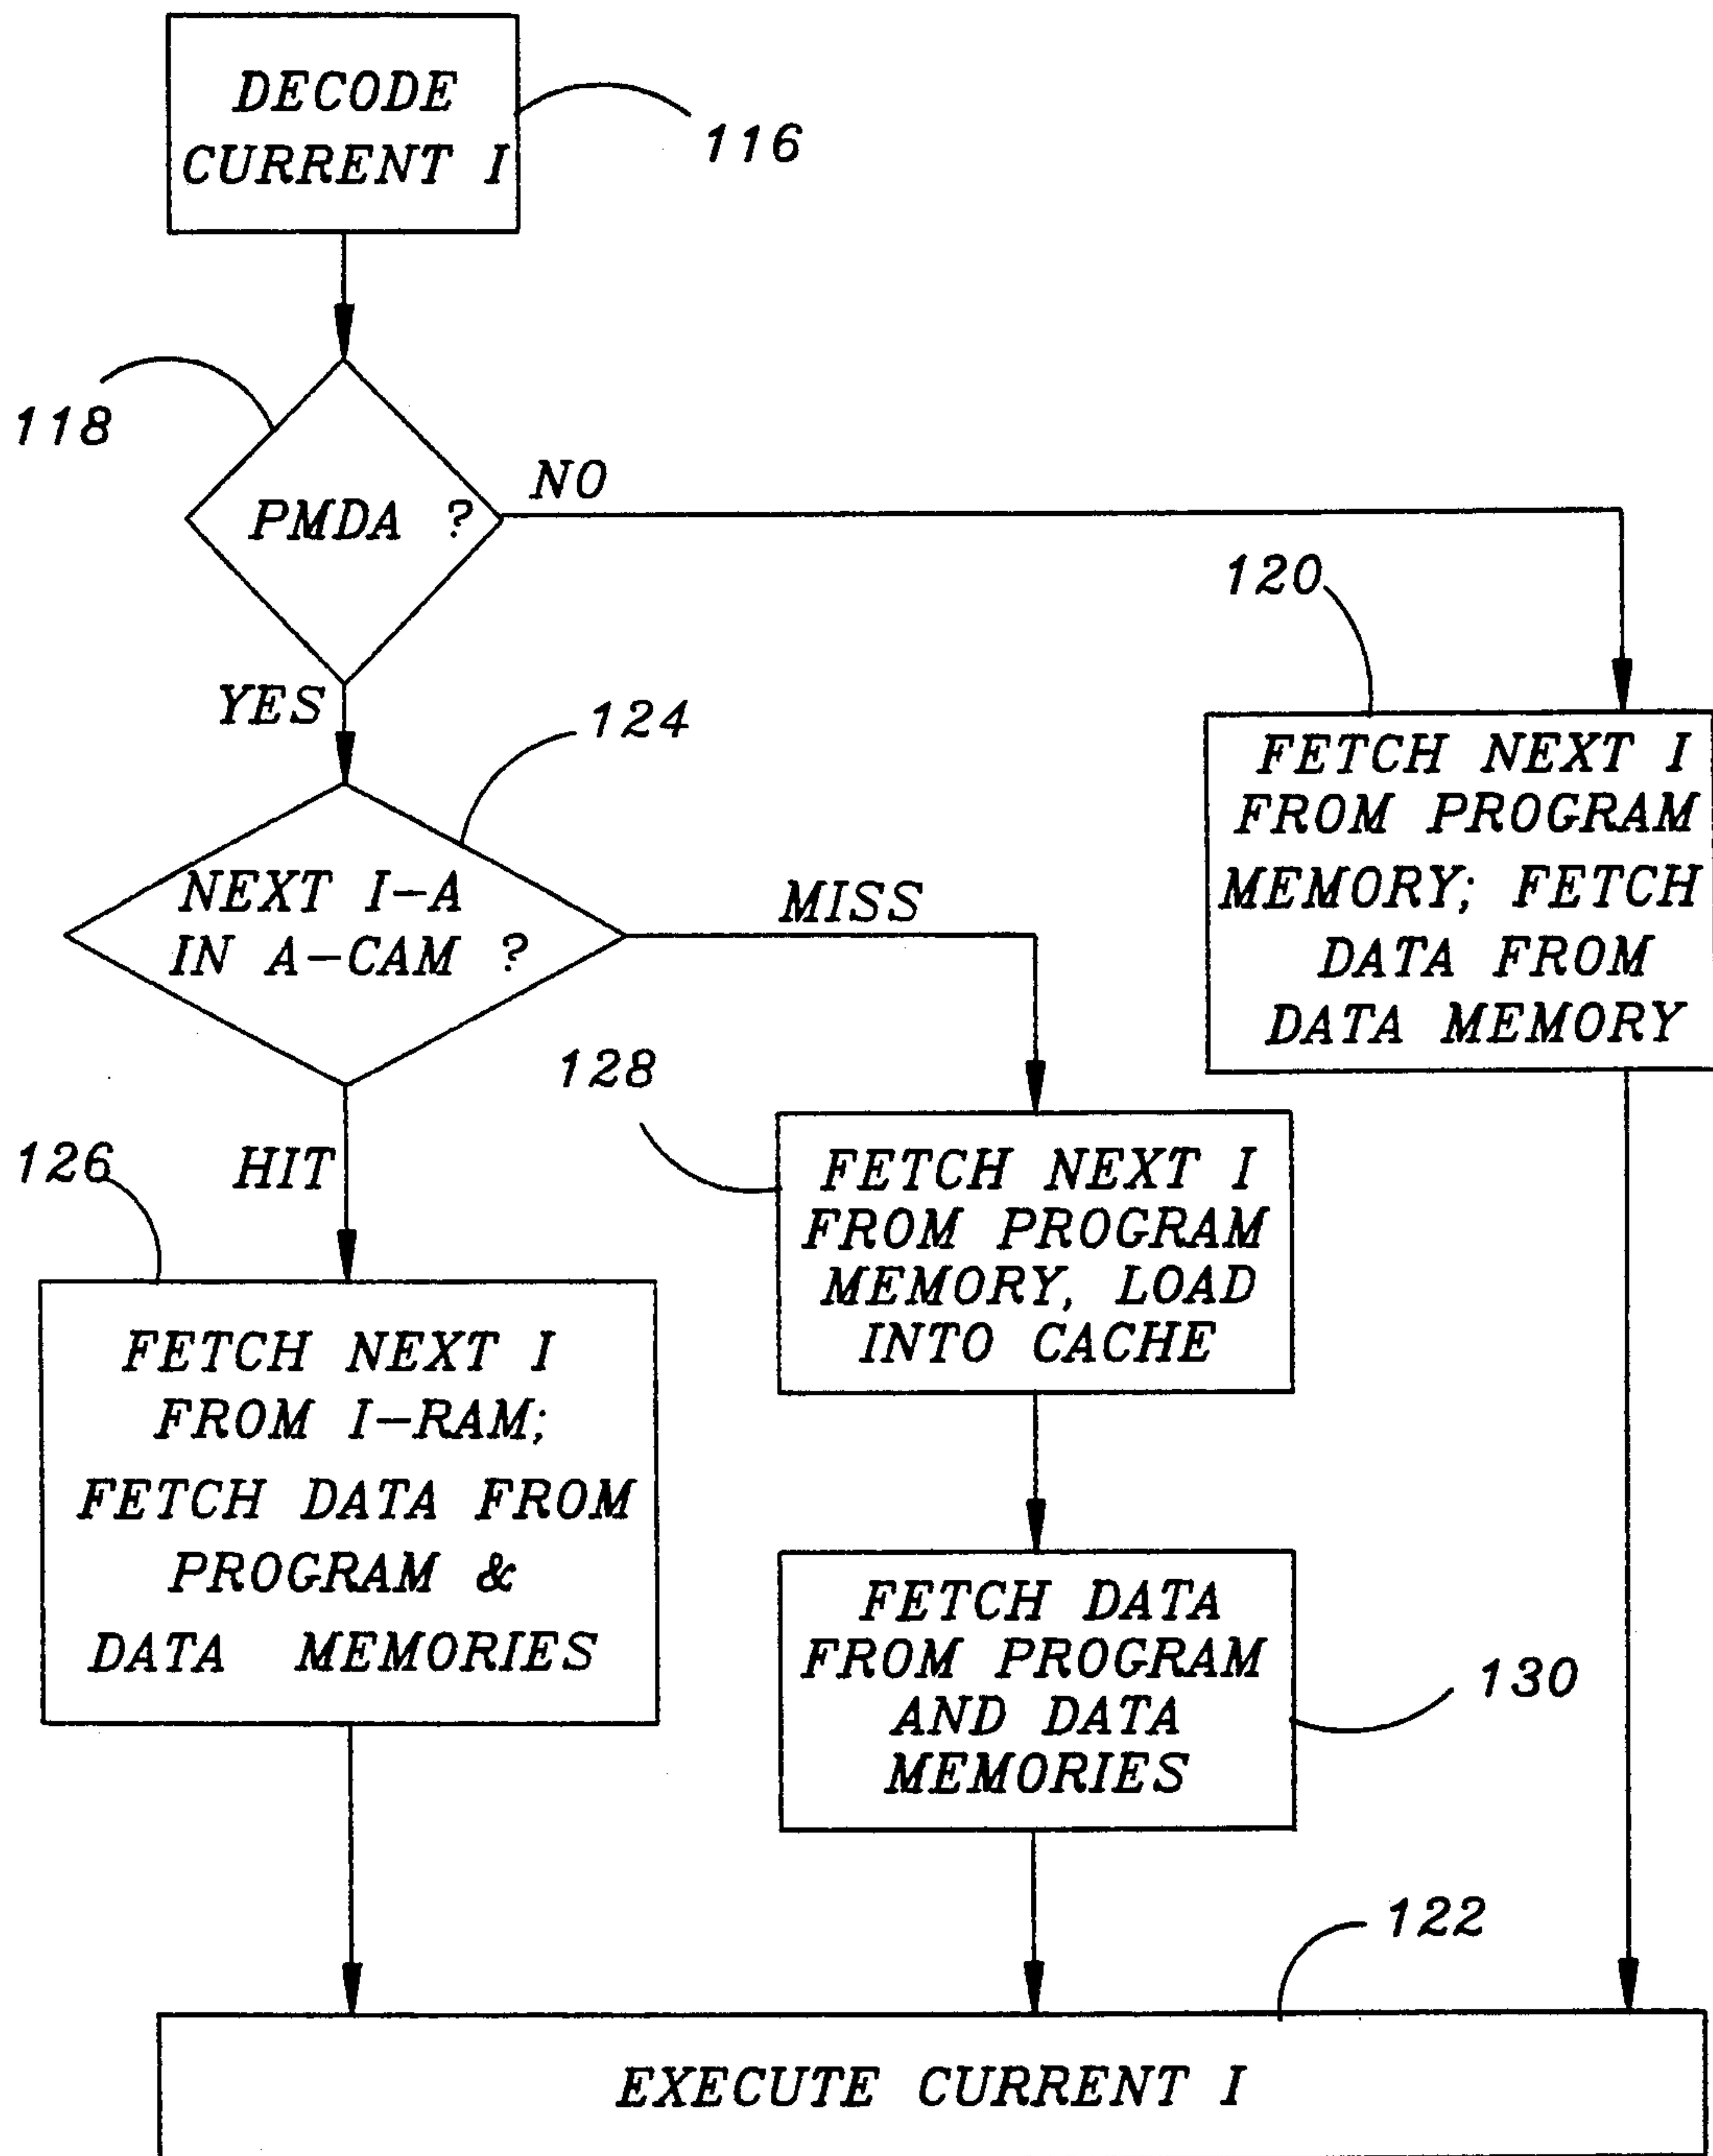 DECODE
CURRENT I
116
118
PMDA ?
NO
YES
120
FETCH NEXT I
FROM PROGRAM
MEMORY; FETCH
DATA FROM
DATA MEMORY
124
NEXT I-A
IN A-CAM ?
MISS
HIT
128
FETCH NEXT I
FROM PROGRAM
MEMORY, LOAD
INTO CACHE
126
FETCH NEXT I
FROM I-RAM;
FETCH DATA FROM
PROGRAM &
DATA MEMORIES
FETCH DATA
FROM PROGRAM
AND DATA
MEMORIES
130
122
EXECUTE CURRENT I